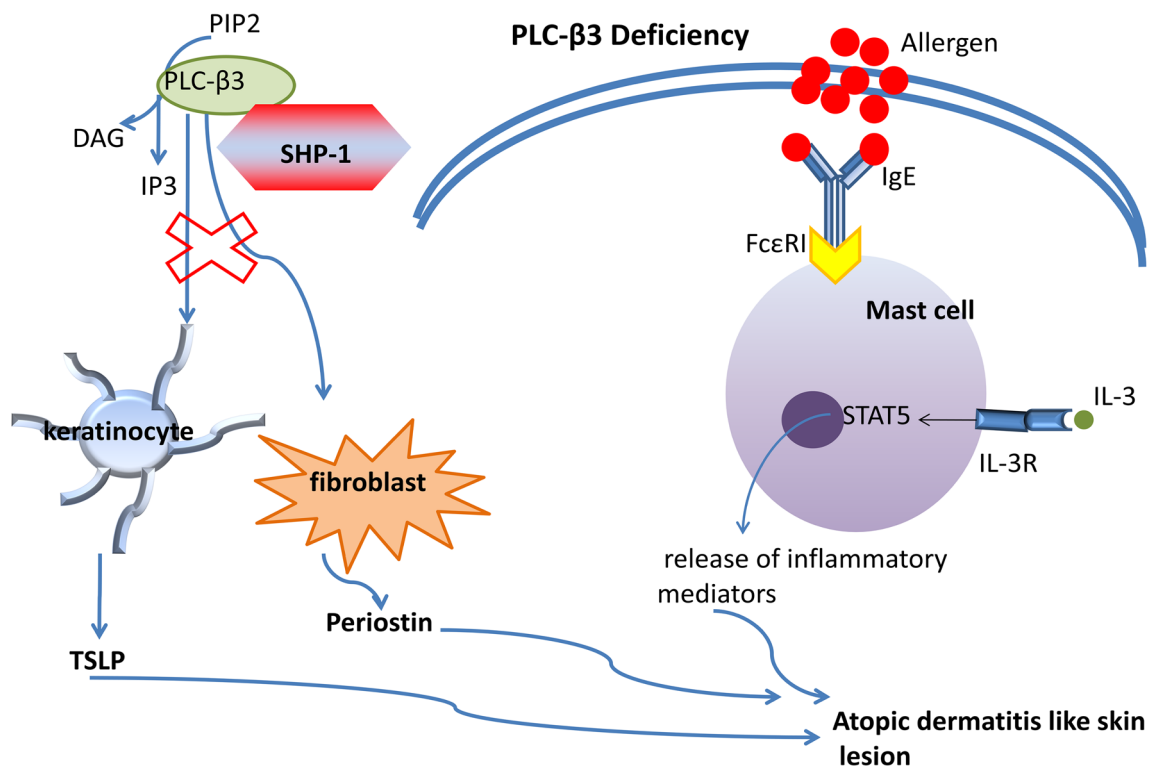 PIP2
PLC-β3 Deficiency
Allergen
PLC-β3
DAG
SHP-1
IP3
IgE
FcεRI
Mast cell
IL-3
STAT5
keratinocyte
IL-3R
fibroblast
release of inflammatory
mediators
Periostin
TSLP
Atopic dermatitis like skin
lesion